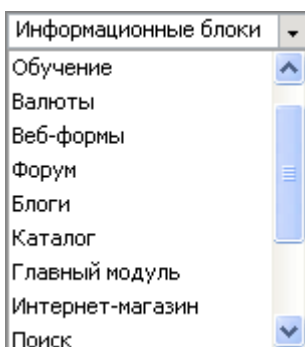 Информационные блоки
Обучение
Валюты
Веб-формы
Форум
Блоги
Каталог
Главный модуль
Интернет-магазин
Поиск